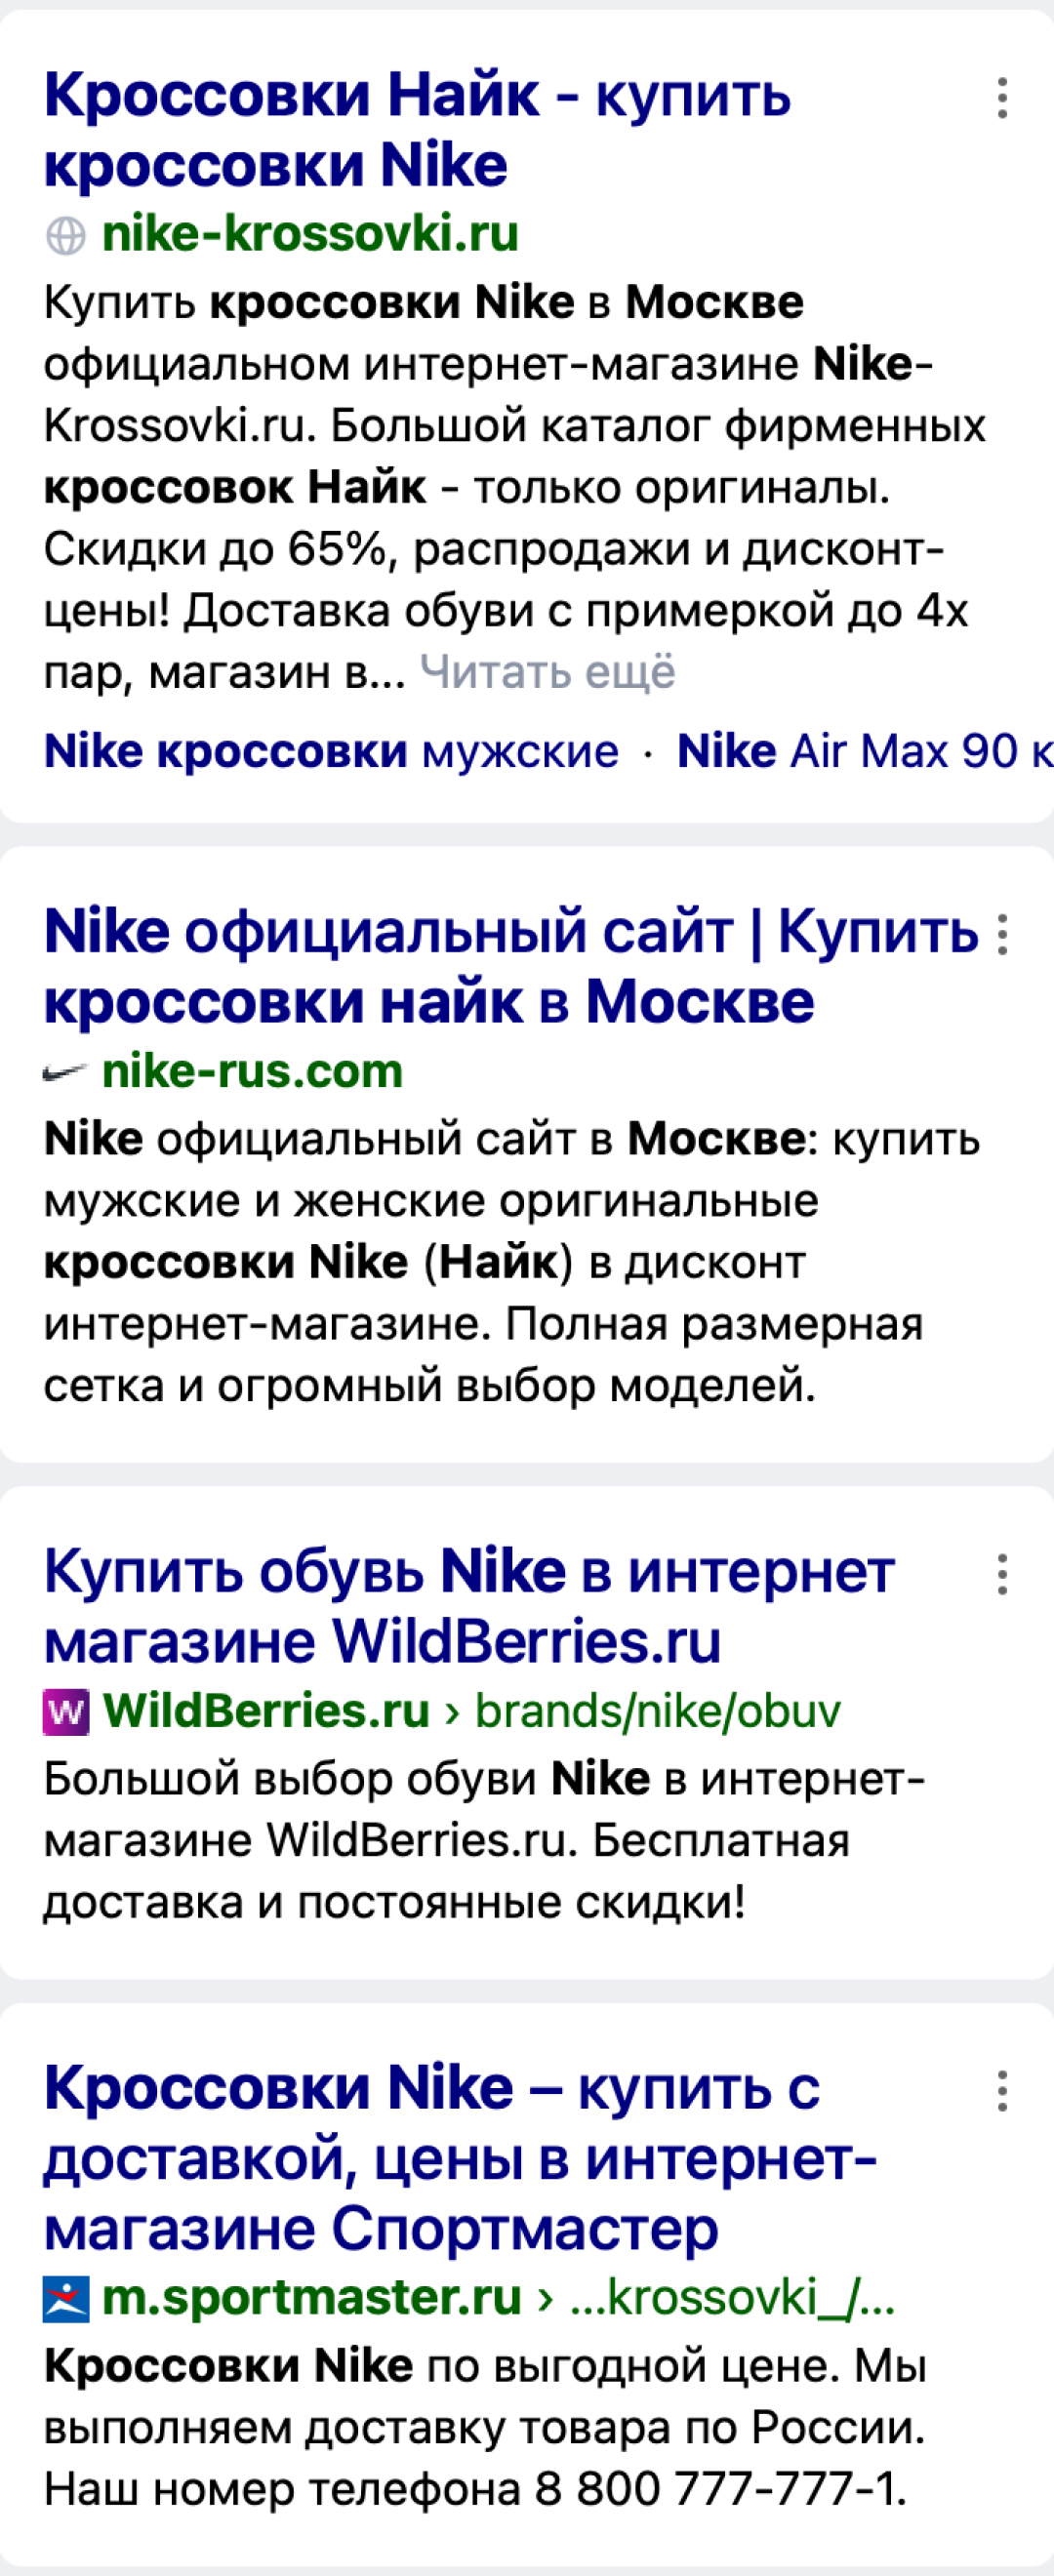 Кроссовки Найк - купить
кроссовки Nike
nike-krossovki.ru
Купить кроссовки Nike в Москве
официальном интернет-магазине Nike-
Krossovki.ru. Большой каталог фирменных
кроссовок Найк - только оригиналы.
Скидки до 65%, распродажи и дисконт-
цены! Доставка обуви с примеркой до 4х
пар, магазин в... Читать ещё
Nike кроссовки мужские · Nike Air Max 90 к
Nike официальный сайт | Купить
кроссовки найк в Москве
nike-rus.com
Nike официальный сайт в Москве: купить
мужские и женские оригинальные
кроссовки Nike (Найк) в дисконт
интернет-магазине. Полная размерная
сетка и огромный выбор моделей.
Купить обувь Nike в интернет
магазине WildBerries.ru
W WildBerries.ru › brands/nike/obuv
Большой выбор обуви Nike в интернет-
магазине WildBerries.ru. Бесплатная
доставка и постоянные скидки!
Кроссовки Nike – купить с
доставкой, цены в интернет-
магазине Спортмастер
m.sportmaster.ru › ...krossovki_/...
Кроссовки Nike по выгодной цене. Мы
выполняем доставку товара по России.
Наш номер телефона 8 800 777-777-1.